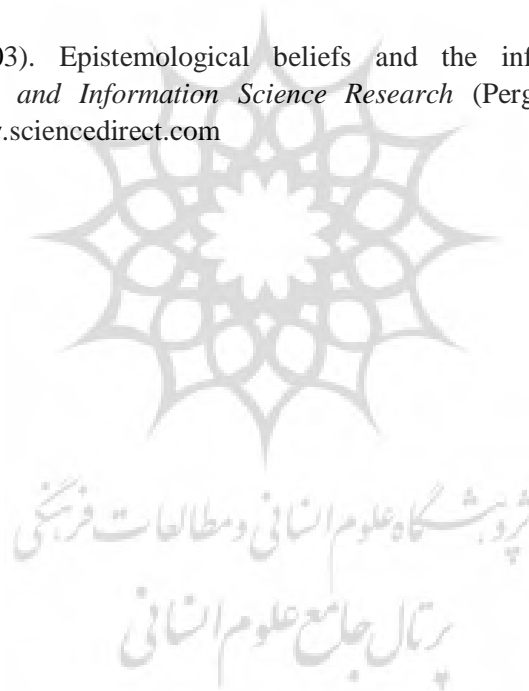 03). Epistemological beliefs and the inf
and Information Science Research (Perg
y.sciencedirect.com
پژوهشگاه علوم انسانی و مطالعات فرهنگی
پرتال جامع علوم انسانی